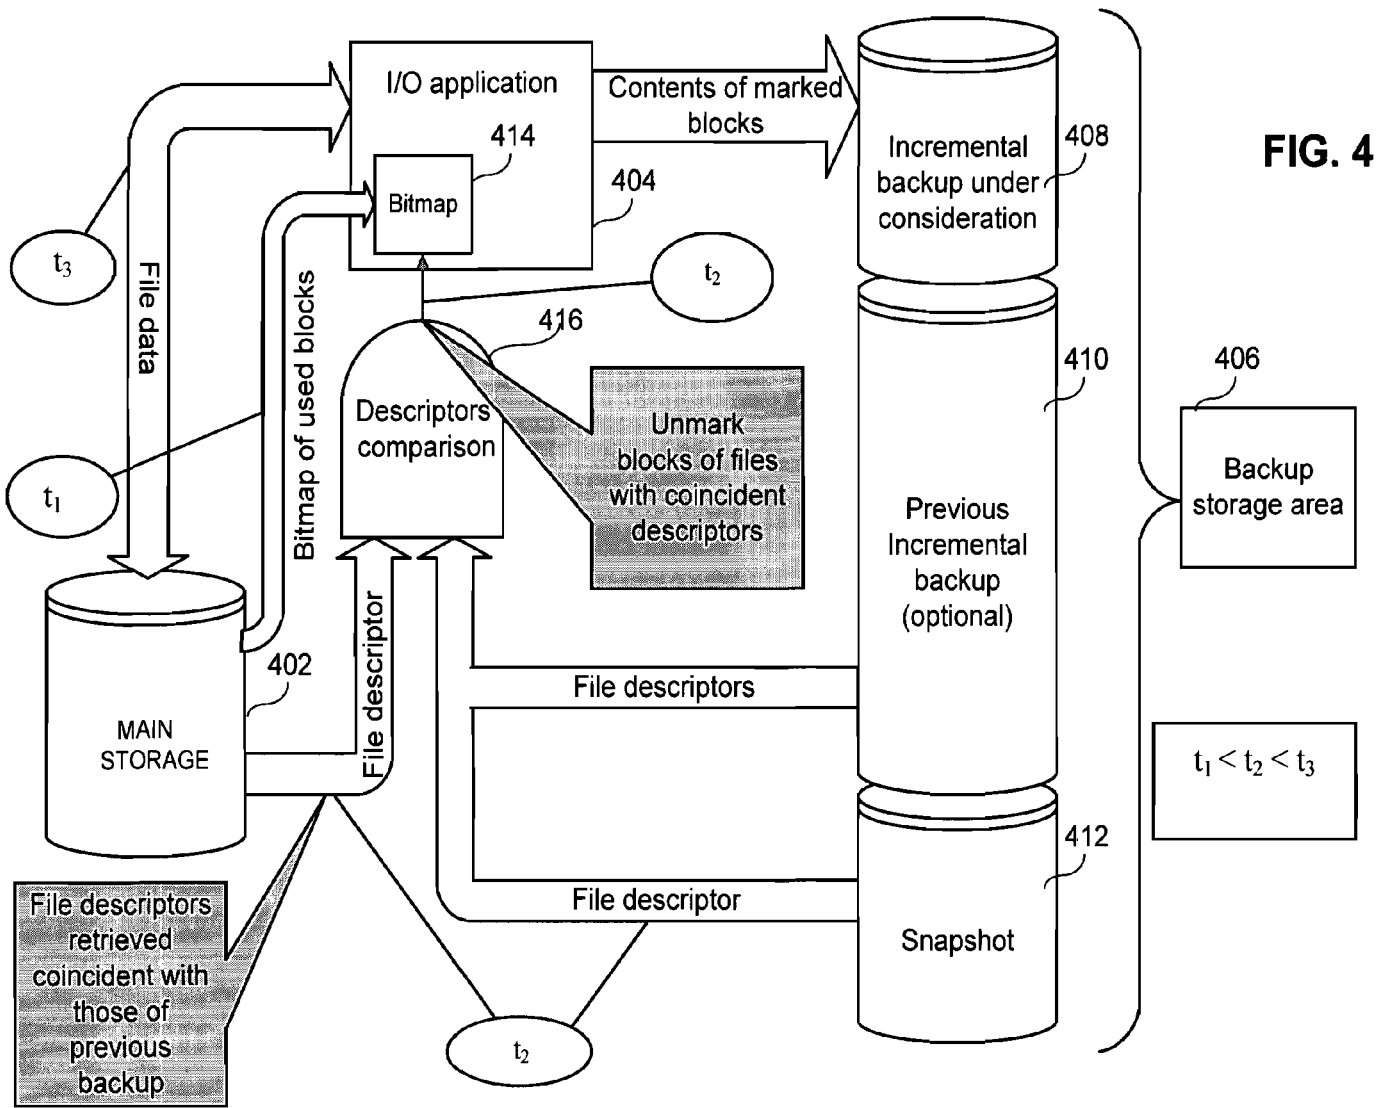 I/O application
Contents of marked
blocks
414
Bitmap
404
408
Incremental
backup under
consideration
FIG. 4
t3
File data
Bitmap of used blocks
t2
416
Descriptors
comparison
Unmark
blocks of files
with coincident
descriptors
410
Previous
Incremental
backup
(optional)
406
Backup
storage area
t1
File descriptor
402
MAIN
STORAGE
File descriptors
t1 < t2 < t3
412
File descriptor
Snapshot
File descriptors
retrieved
coincident with
those of
previous
backup
t2